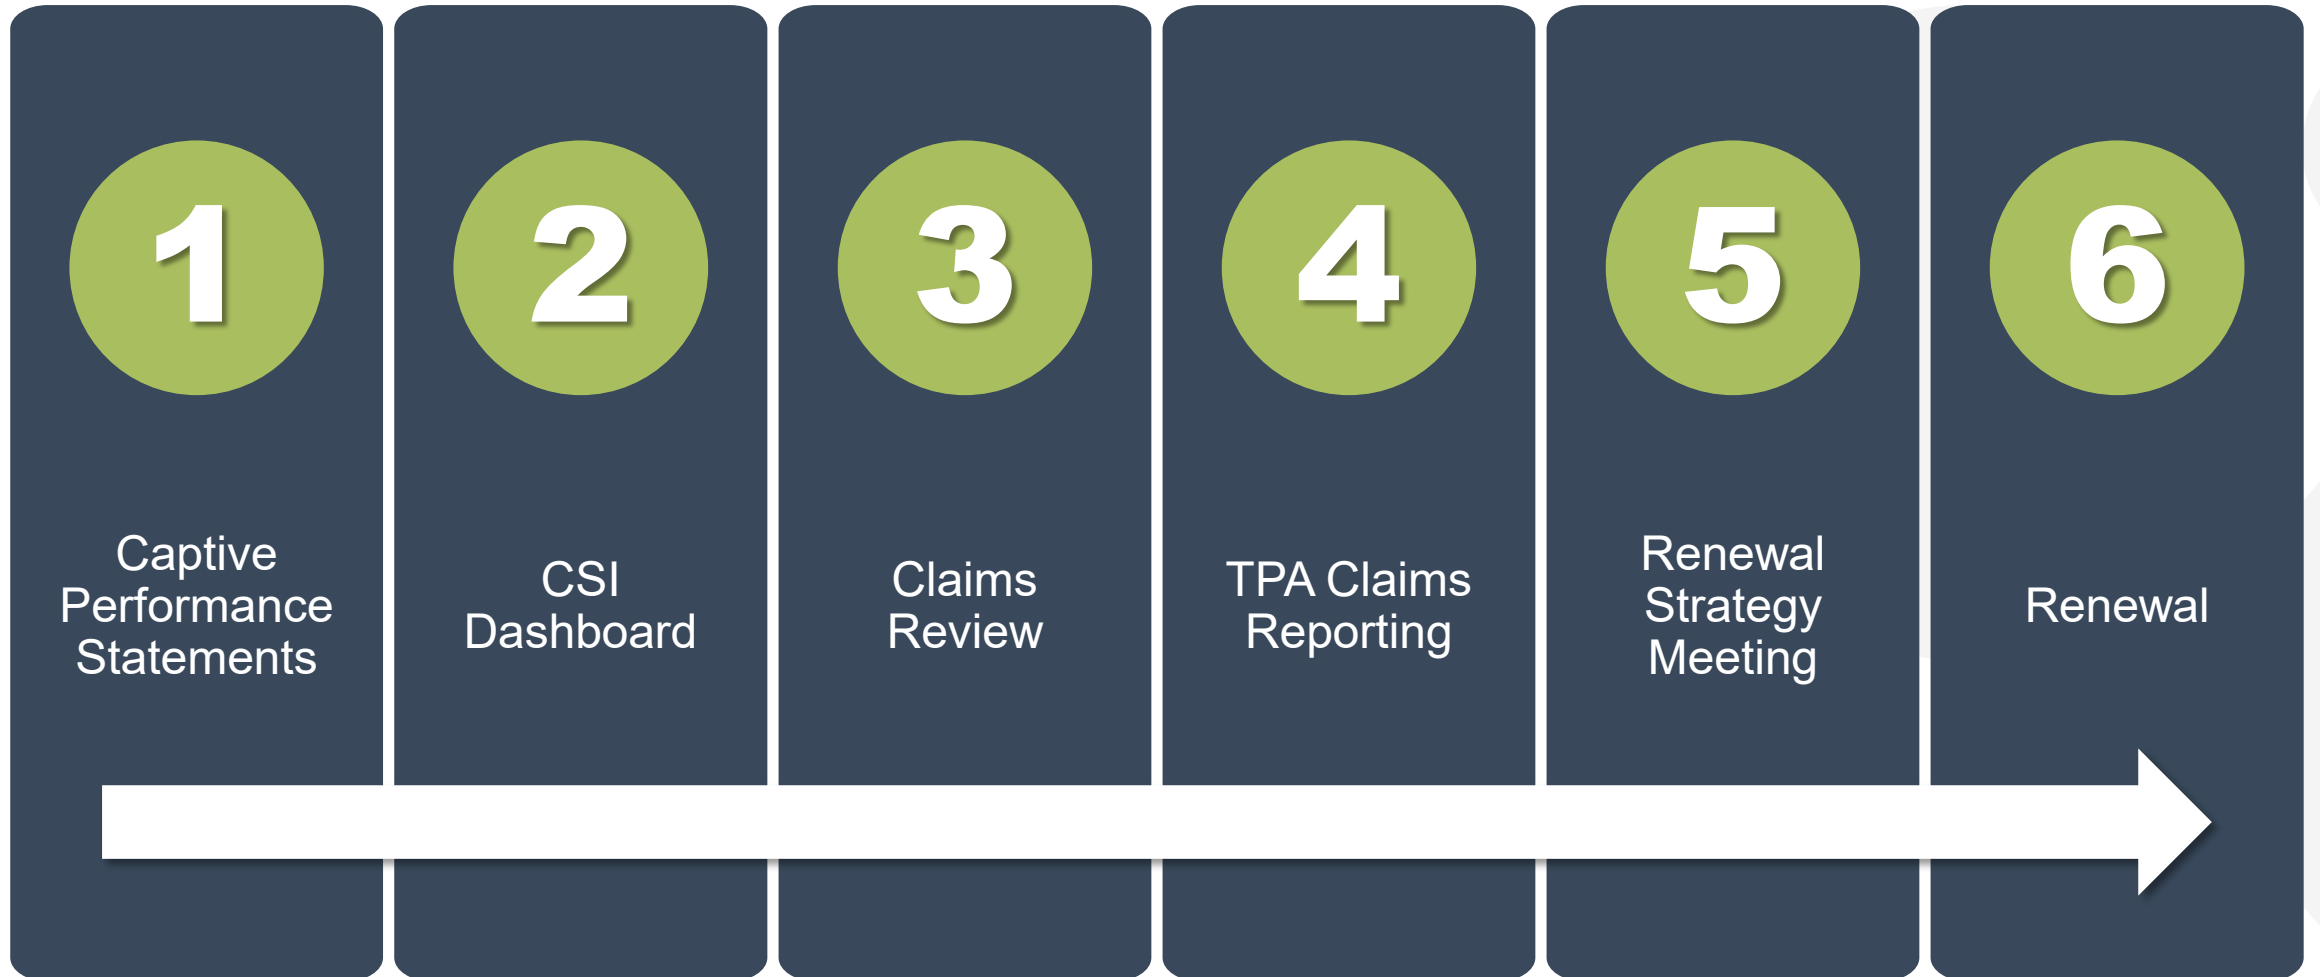 1
Captive
Performance
Statements
2
CSI
Dashboard
3
Claims
Review
4
TPA Claims
Reporting
5
Renewal
Strategy
Meeting
6
Renewal